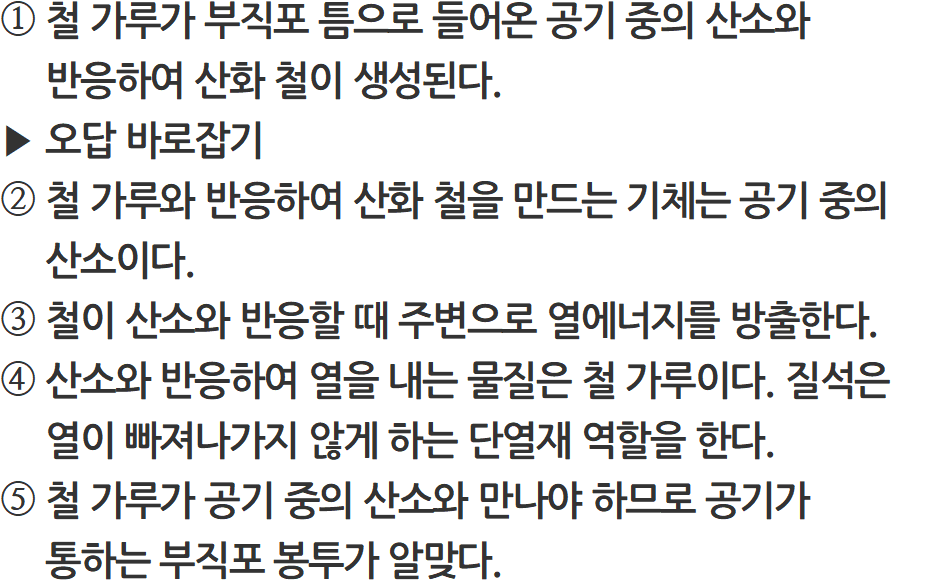 ① 철 가루가 부직포 틈으로 들어온 공기 중의 산소와
반응하여 산화 철이 생성된다.
▶ 오답 바로잡기
② 철 가루와 반응하여 산화 철을 만드는 기체는 공기 중의
산소이다.
③ 철이 산소와 반응할 때 주변으로 열에너지를 방출한다.
④ 산소와 반응하여 열을 내는 물질은 철 가루이다. 질석은
열이 빠져나가지 않게 하는 단열재 역할을 한다.
⑤ 철 가루가 공기 중의 산소와 만나야 하므로 공기가
통하는 부직포 봉투가 알맞다.